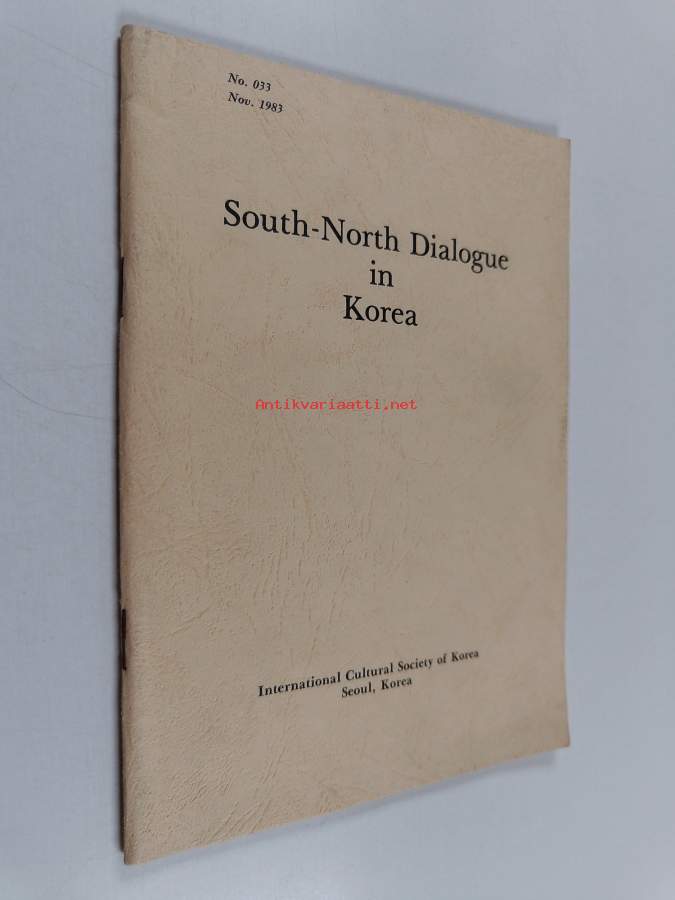 No. 033
Nov. 1983
South-North Dialogue
in
Korea
Antikvariaatti.net
International Cultural Society of Korea
Seoul, Korea